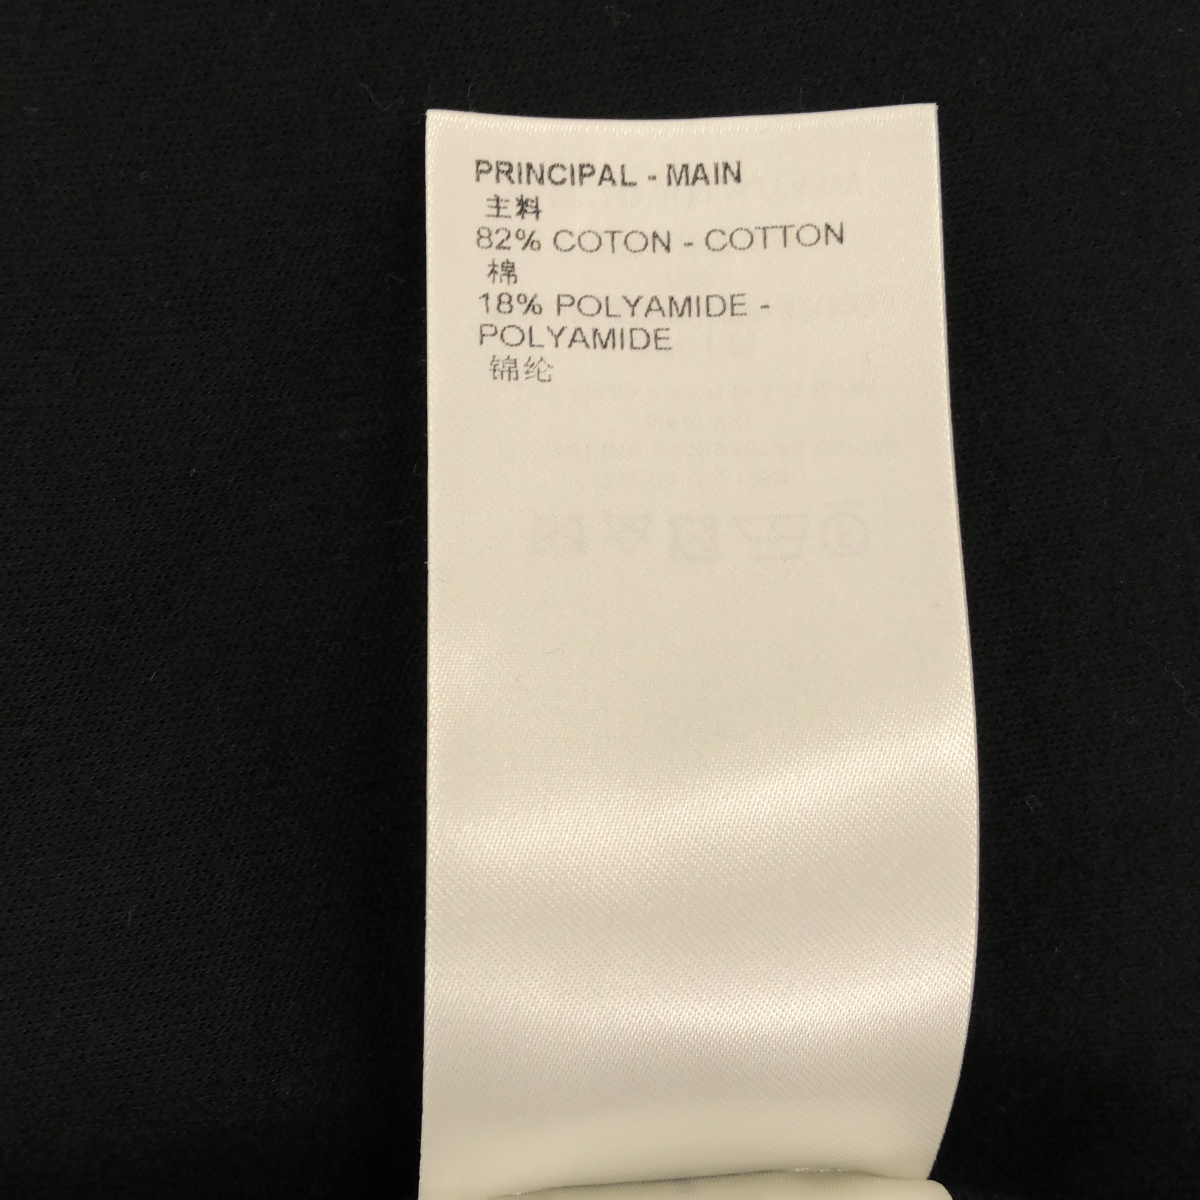 PRINCIPAL - MAIN
主料
82% COTON - COTTON
棉
18% POLYAMIDE -
POLYAMIDE
锦纶